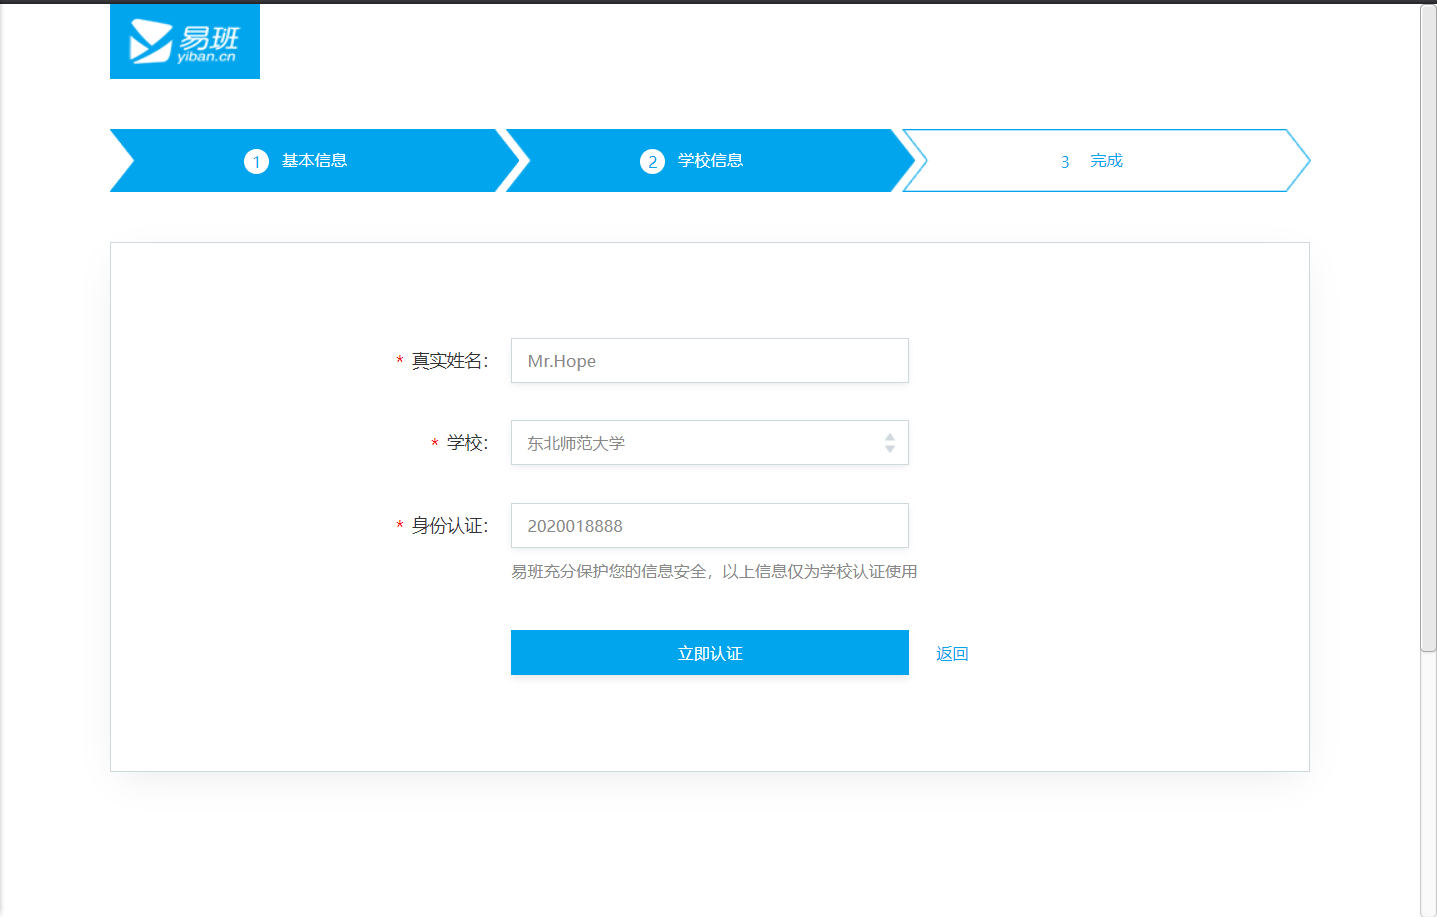 易班
yiban.cn
1 基本信息
2 学校信息
3 完成
* 真实姓名： Mr.Hope
* 学校： 东北师范大学
* 身份认证： 2020018888
易班充分保护您的信息安全，以上信息仅为学校认证使用
立即认证 返回